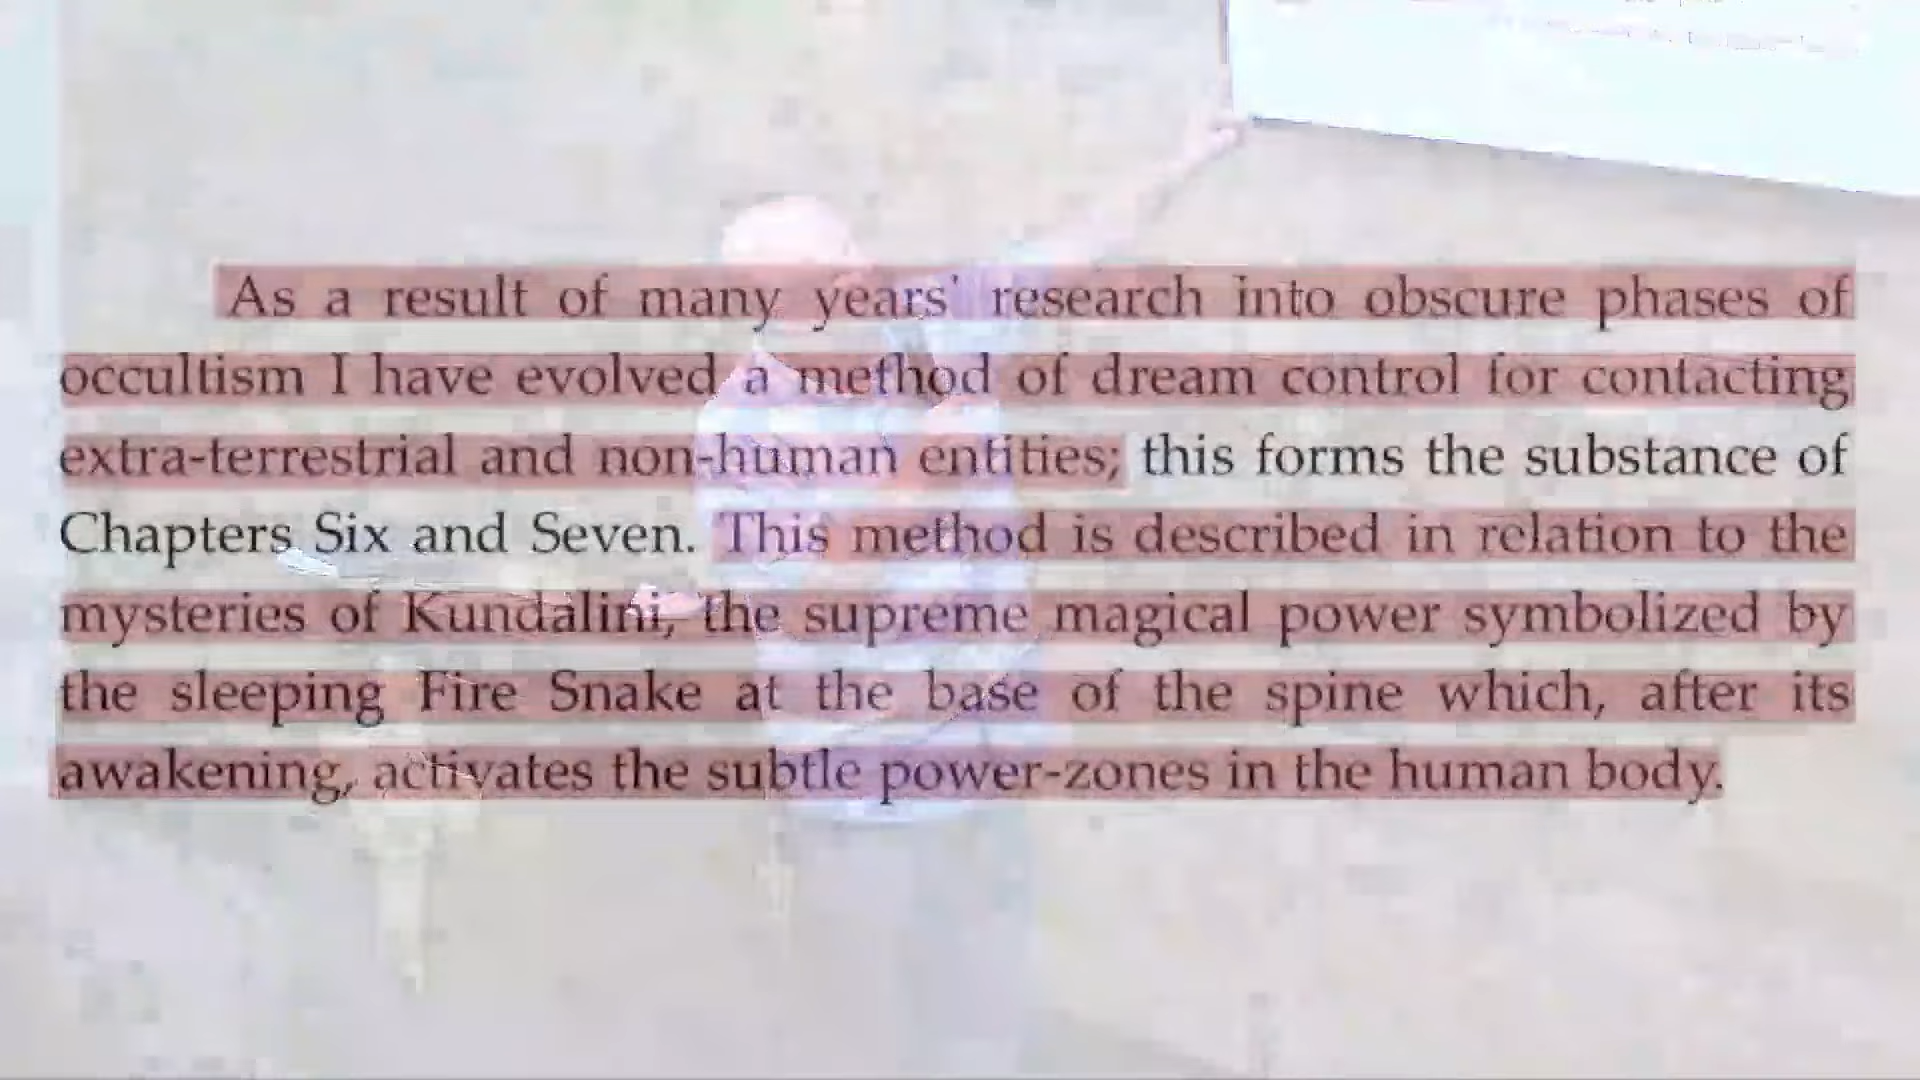 As a result of many years' research into obscure phases of
occultism I have evolved a method of dream control for contacting
extra-terrestrial and non-human entities; this forms the substance of
Chapters Six and Seven. This method is described in relation to the
mysteries of Kundalini, the supreme magical power symbolized by
the sleeping Fire Snake at the base of the spine which, after its
awakening, activates the subtle power-zones in the human body.